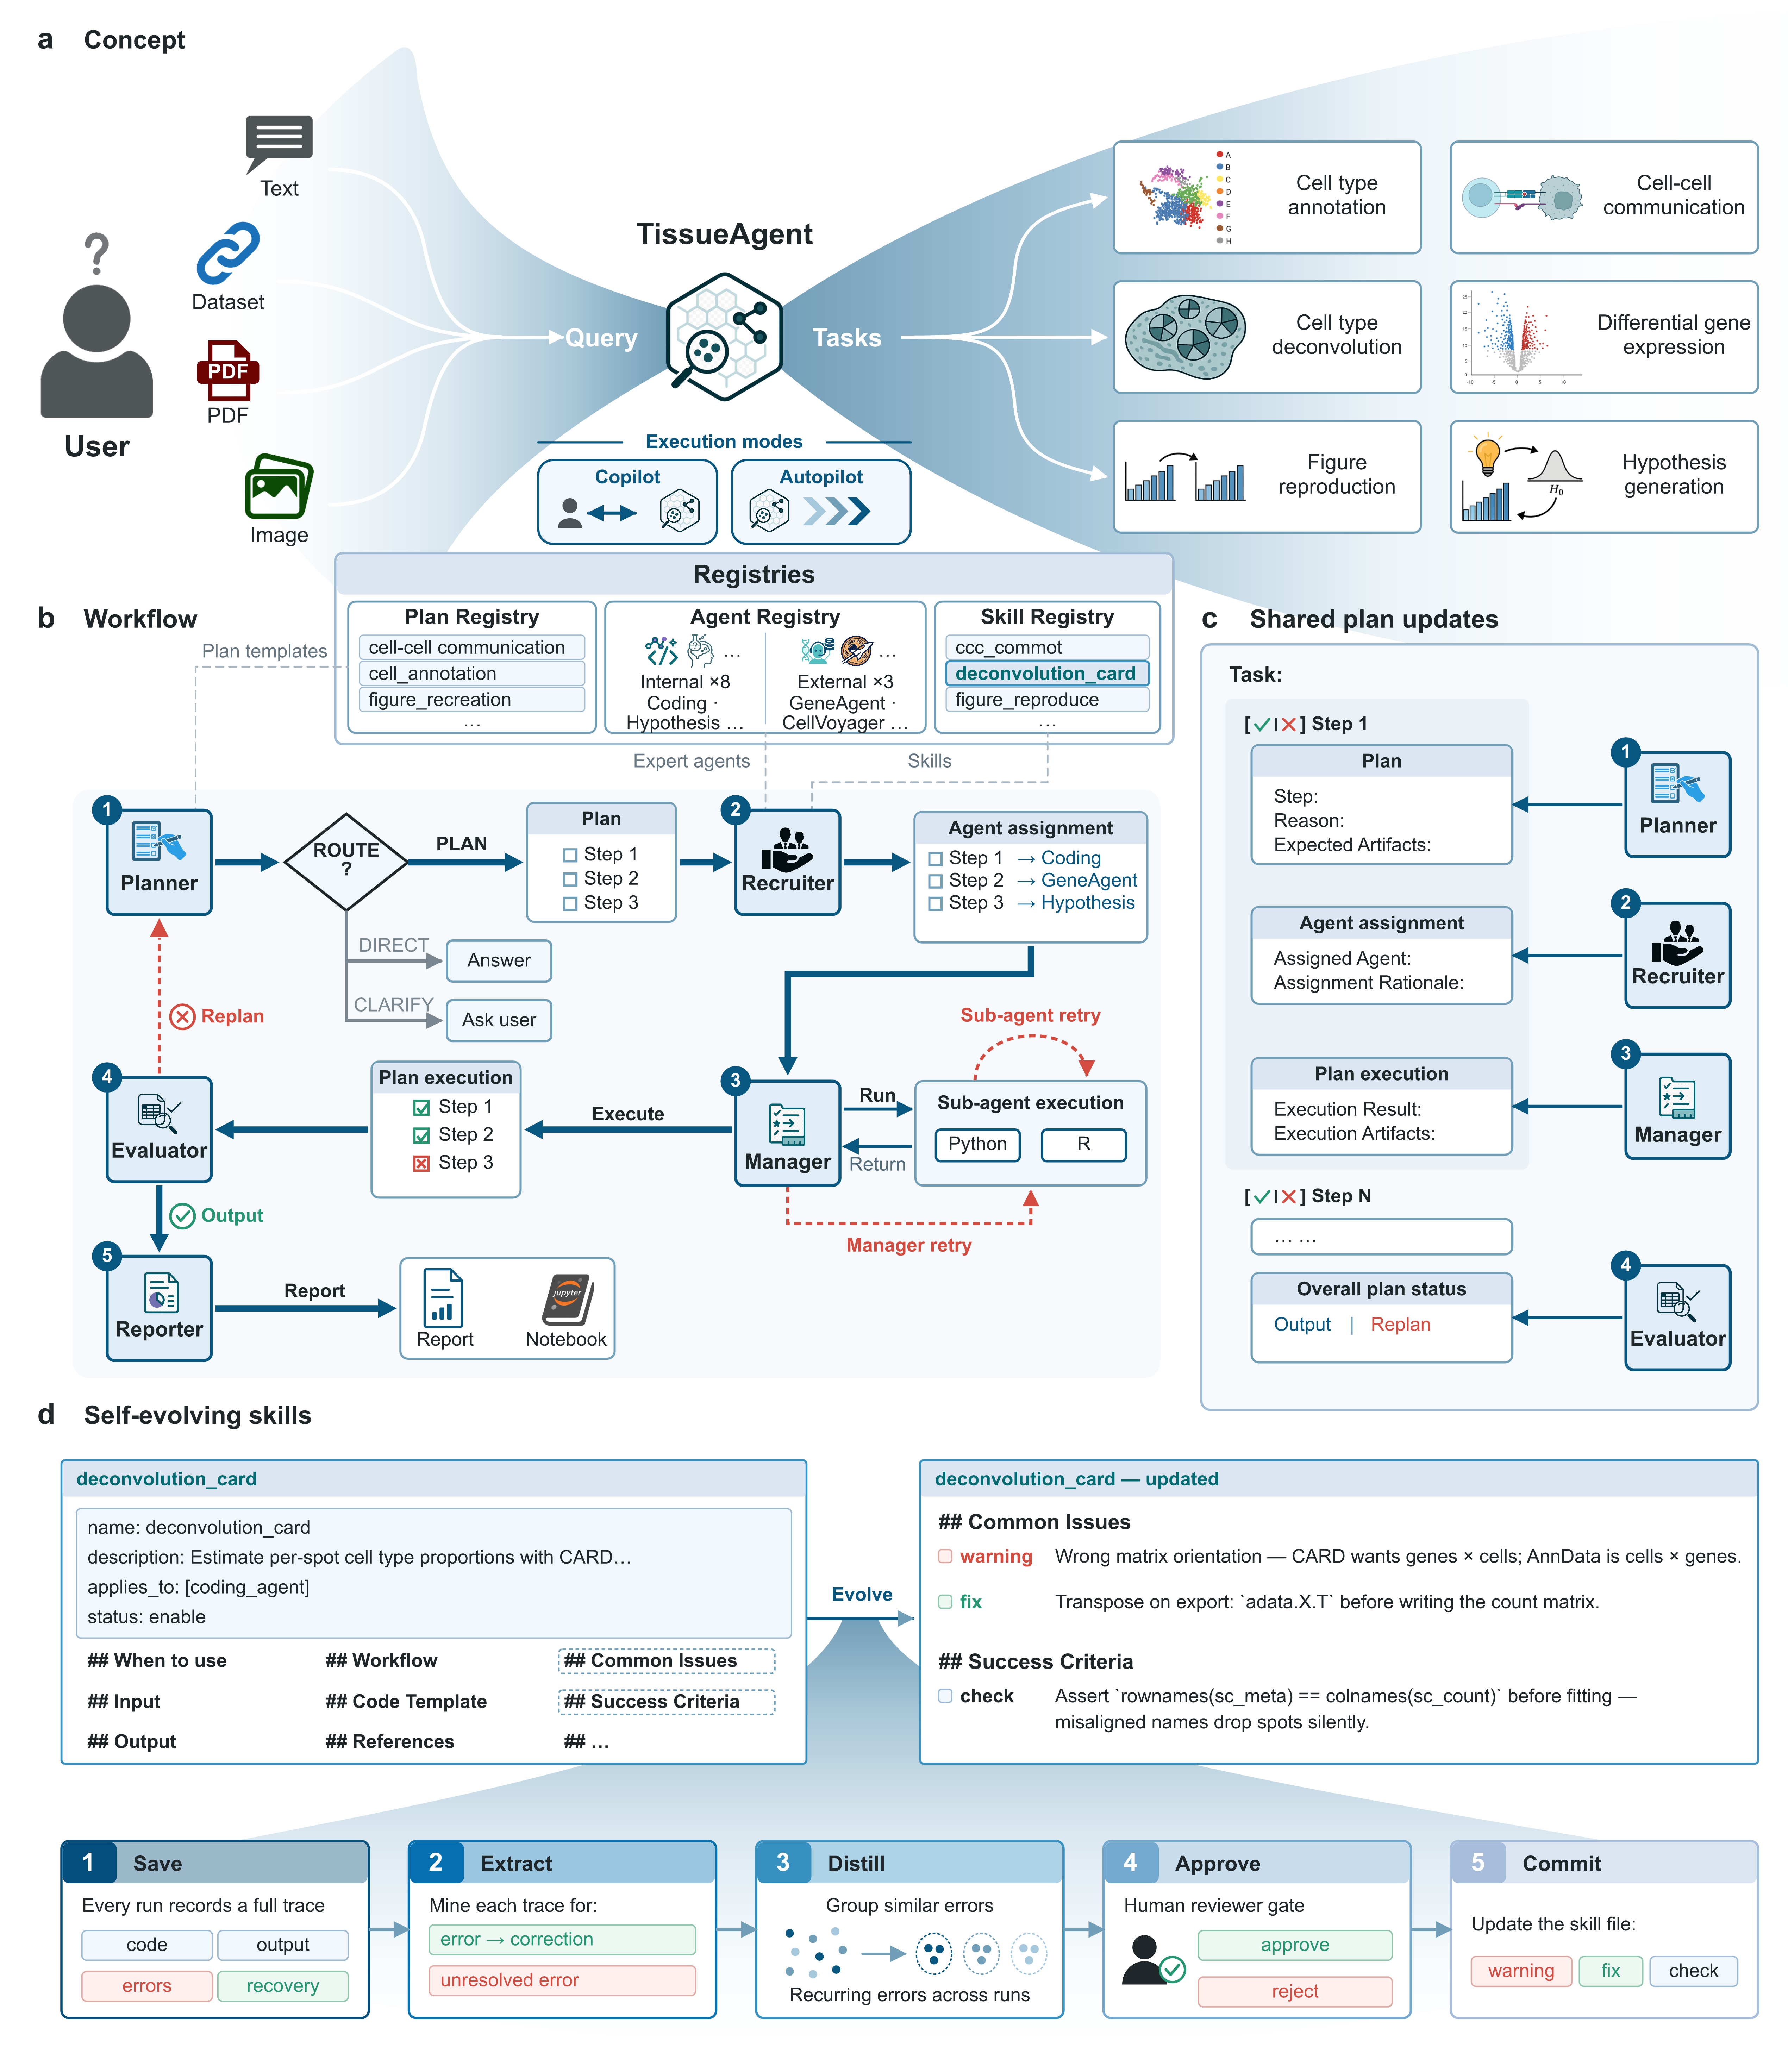 a Concept
Text
Dataset
PDF
PDF
Image
?
User
TissueAgent
Query
Tasks
Execution modes
Copilot
Autopilot
A
B
C
D
E
F
G
H
Cell type
annotation
Cell-cell
communication
Cell type
deconvolution
25
20
15
10
5
0
-10 -5 0 5 10
Differential gene
expression
Figure
reproduction
H0
Hypothesis
generation
b Workflow
Registries
Plan Registry
cell-cell communication
cell_annotation
figure_recreation
…
Agent Registry
…
Internal ×8
Coding ·
Hypothesis …
…
External ×3
GeneAgent ·
CellVoyager …
Skill Registry
ccc_commot
deconvolution_card
figure_reproduce
…
Plan templates
Expert agents
Skills
1
Planner
ROUTE
?
PLAN
DIRECT
Answer
CLARIFY
Ask user
Plan
Step 1
Step 2
Step 3
2
Recruiter
Agent assignment
Step 1 → Coding
Step 2 → GeneAgent
Step 3 → Hypothesis
Replan
4
Evaluator
Plan execution
Step 1
Step 2
Step 3
Execute
3
Manager
Run
Return
Sub-agent retry
Sub-agent execution
Python
R
Manager retry
Output
5
Reporter
Report
Report
jupyter
Notebook
c Shared plan updates
Task:
[✓|✗] Step 1
Plan
Step:
Reason:
Expected Artifacts:
1
Planner
Agent assignment
Assigned Agent:
Assignment Rationale:
2
Recruiter
Plan execution
Execution Result:
Execution Artifacts:
3
Manager
[✓|✗] Step N
… …
Overall plan status
Output | Replan
4
Evaluator
d Self-evolving skills
deconvolution_card
name: deconvolution_card
description: Estimate per-spot cell type proportions with CARD…
applies_to: [coding_agent]
status: enable
## When to use
## Workflow
## Common Issues
## Input
## Code Template
## Success Criteria
## Output
## References
## …
Evolve
deconvolution_card — updated
## Common Issues
warning Wrong matrix orientation — CARD wants genes × cells; AnnData is cells × genes.
fix Transpose on export: `adata.X.T` before writing the count matrix.
## Success Criteria
check Assert `rownames(sc_meta) == colnames(sc_count)` before fitting —
misaligned names drop spots silently.
1 Save
Every run records a full trace
code
output
errors
recovery
2 Extract
Mine each trace for:
error → correction
unresolved error
3 Distill
Group similar errors
Recurring errors across runs
4 Approve
Human reviewer gate
approve
reject
5 Commit
Update the skill file:
warning
fix
check